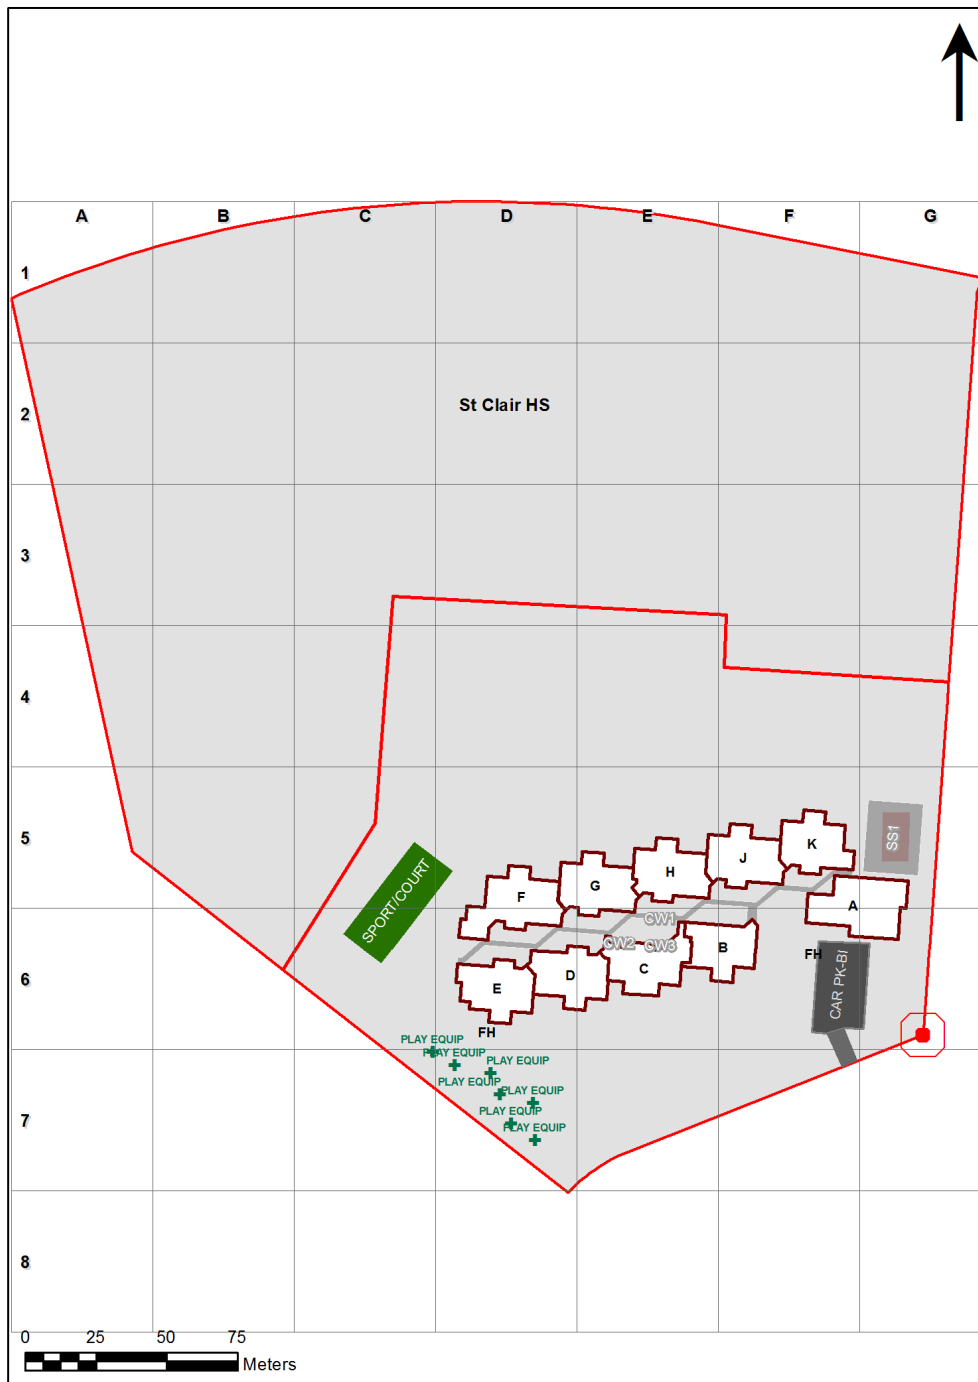 A B C D E F G
1
St Clair HS
2
3
4
5
K
J
SS1
H
G
SPORT/COURT
F
A
CW1
CW2 CW3
B
FH
C
D
6
E
CAR PK-BI
FH
PLAY EQUIP
PLAY EQUIP
PLAY EQUIP
PLAY EQUIP
PLAY EQUIP
PLAY EQUIP
7
PLAY EQUIP
8
0 25 50 75
Meters